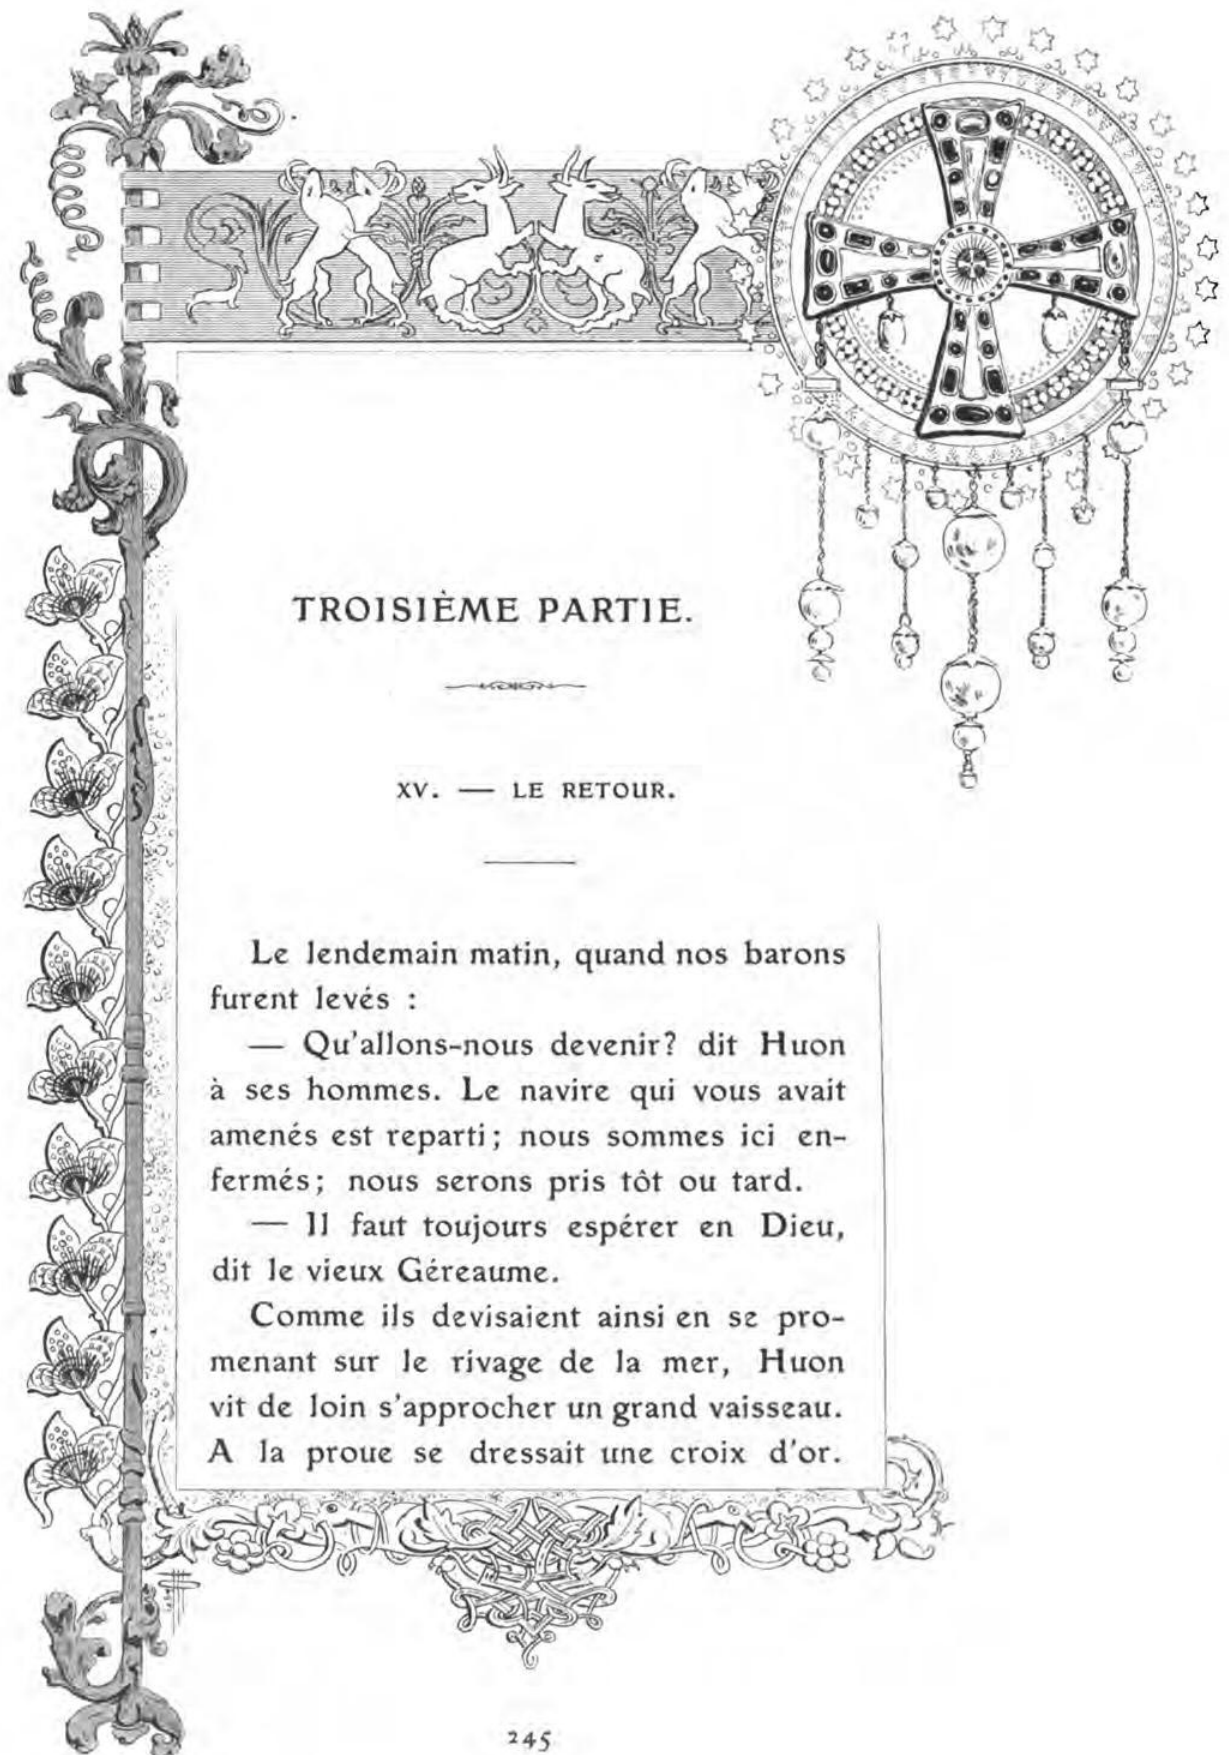 TROISIÈME PARTIE.
XV. — LE RETOUR.
Le lendemain matin, quand nos barons
furent levés :
— Qu'allons-nous devenir? dit Huon
à ses hommes. Le navire qui vous avait
amenés est reparti; nous sommes ici en-
fermés; nous serons pris tôt ou tard.
— Il faut toujours espérer en Dieu,
dit le vieux Géreaume.
Comme ils devisaient ainsi en se pro-
menant sur le rivage de la mer, Huon
vit de loin s'approcher un grand vaisseau.
A la proue se dressait une croix d'or.
245